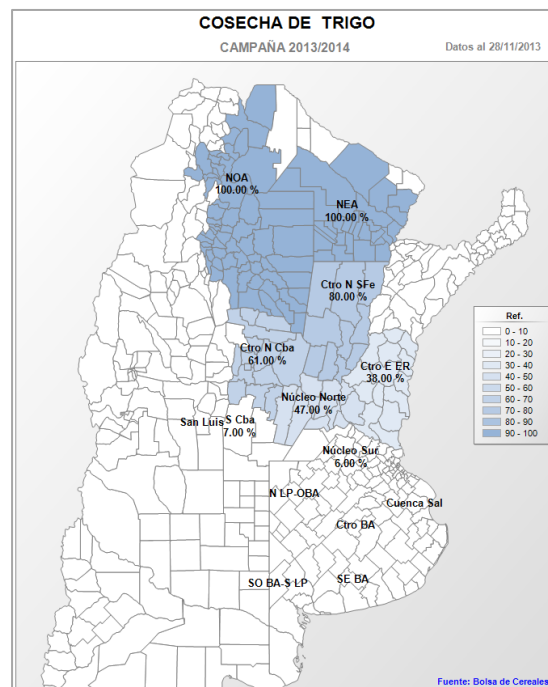 COSECHA DE TRIGO
CAMPAÑA 2013/2014
Datos al 28/11/2013
NOA
100.00 %
NEA
100.00 %
Ctro N SFe
80.00 %
Ctro N Cba
61.00 %
Ctro E ER
38.00 %
Núcleo Norte
47.00 %
San Luis
S Cba
7.00 %
Núcleo Sur
6.00 %
N LP-OBA
Cuenca Sal
Ctro BA
SO BA-S LP
SE BA
Ref.
0 - 10
10 - 20
20 - 30
30 - 40
40 - 50
50 - 60
60 - 70
70 - 80
80 - 90
90 - 100
Fuente: Bolsa de Cereales